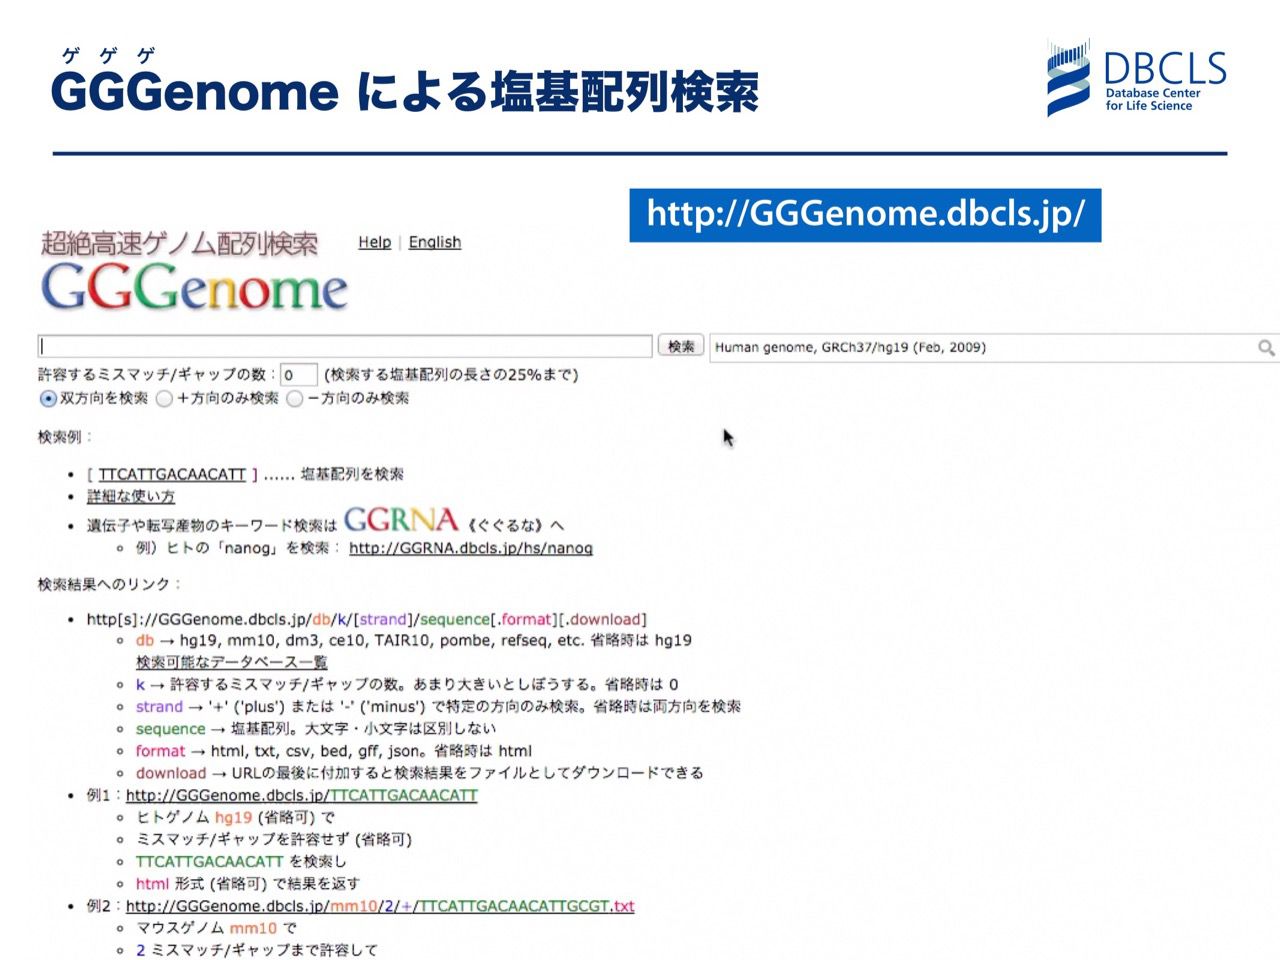 ゲ ゲ ゲ
GGGenome による塩基配列検索
DBCLS
Database Center
for Life Science
http://GGGenome.dbcls.jp/
超絶高速ゲノム配列検索
Help | English
GGGenome
検索
Human genome, GRCh37/hg19 (Feb, 2009)
許容するミスマッチ/ギャップの数：0 (検索する塩基配列の長さの25%まで)
双方向を検索 +方向のみ検索 −方向のみ検索
検索例：
• [ TTCATTGACAACATT ] ...... 塩基配列を検索
• 詳細な使い方
• 遺伝子や転写産物のキーワード検索は GGRNA 《ぐぐるな》へ
例）ヒトの「nanog」を検索： http://GGRNA.dbcls.jp/hs/nanog
検索結果へのリンク：
• http[s]://GGGenome.dbcls.jp/db/k/[strand]/sequence[.format][.download]
db → hg19, mm10, dm3, ce10, TAIR10, pombe, refseq, etc. 省略時は hg19
検索可能なデータベース一覧
k → 許容するミスマッチ/ギャップの数。あまり大きいとしぼうする。省略時は 0
strand → '+' ('plus') または '-' ('minus') で特定の方向のみ検索。省略時は両方向を検索
sequence → 塩基配列。大文字・小文字は区別しない
format → html, txt, csv, bed, gff, json。省略時は html
download → URLの最後に付加すると検索結果をファイルとしてダウンロードできる
• 例1：http://GGGenome.dbcls.jp/TTCATTGACAACATT
ヒトゲノム hg19 (省略可) で
ミスマッチ/ギャップを許容せず (省略可)
TTCATTGACAACATT を検索し
html 形式 (省略可) で結果を返す
• 例2：http://GGGenome.dbcls.jp/mm10/2/+/TTCATTGACAACATTGCGT.txt
マウスゲノム mm10 で
2 ミスマッチ/ギャップまで許容して